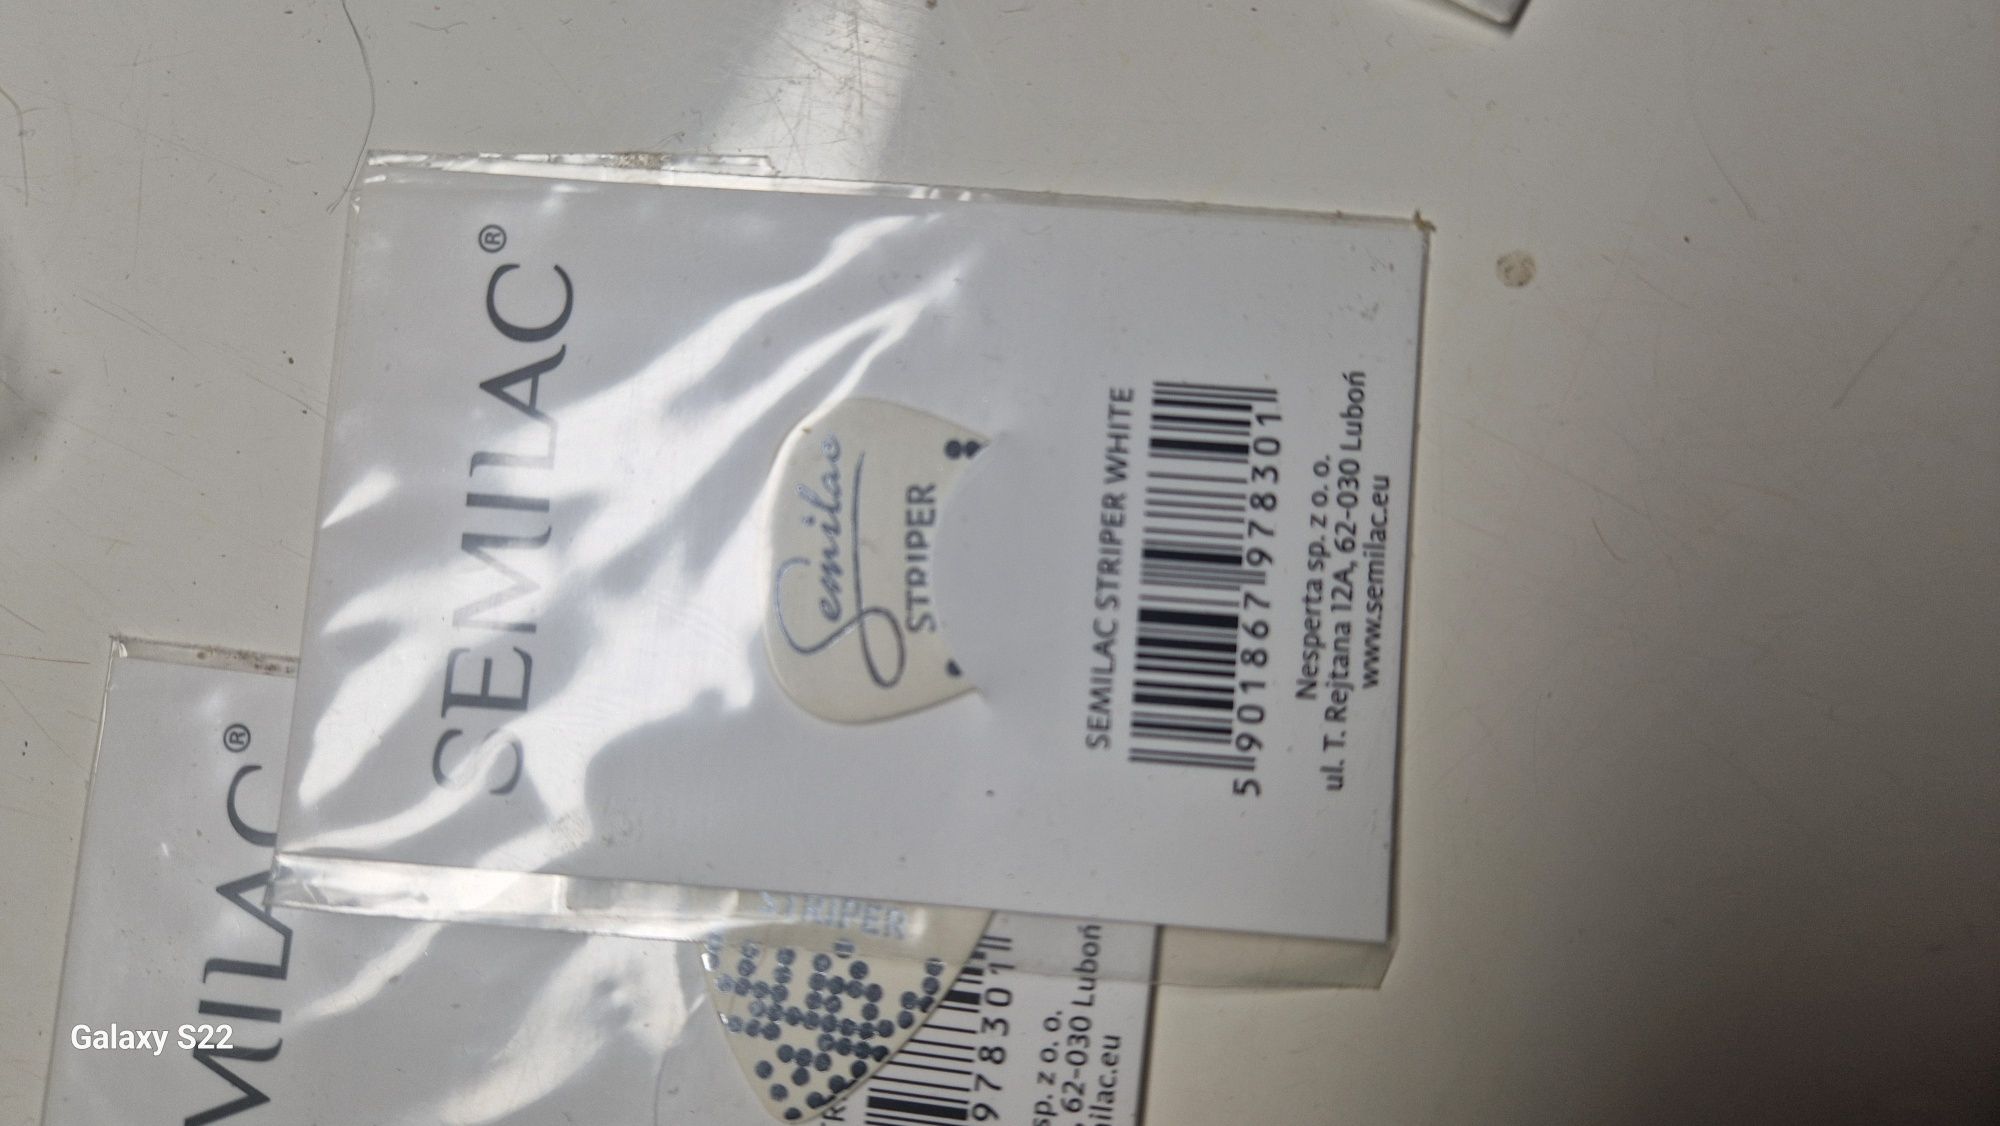 SEMILAC®
Semilac
STRIPER
SEMILAC STRIPER WHITE
5 901867 978301
Nesperta sp. z o. o.
ul. T. Rejtana 12A, 62-030 Luboń
www.semilac.eu
MILAC®
STRIPER
978301
sp. z o. o.
62-030 Luboń
milac.eu
Galaxy S22